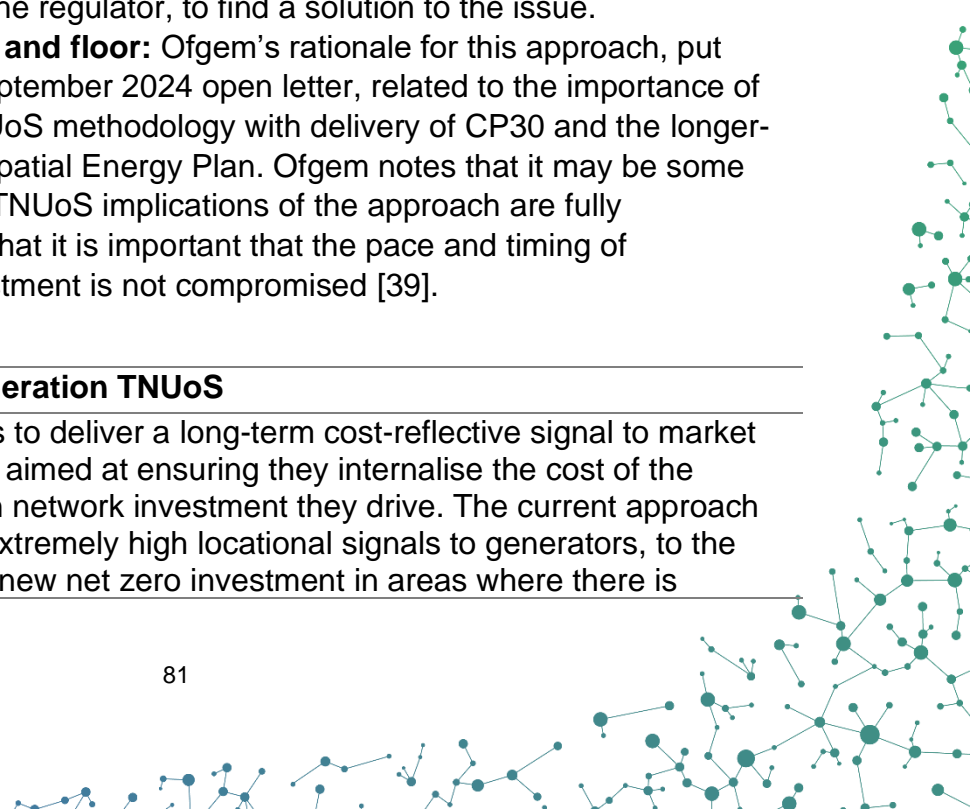 he regulator, to find a solution to the issue.
and floor: Ofgem's rationale for this approach, put
ptember 2024 open letter, related to the importance of
UoS methodology with delivery of CP30 and the longer-
patial Energy Plan. Ofgem notes that it may be some
TNUoS implications of the approach are fully
hat it is important that the pace and timing of
tment is not compromised [39].
eration TNUoS
s to deliver a long-term cost-reflective signal to market
aimed at ensuring they internalise the cost of the
n network investment they drive. The current approach
xtremely high locational signals to generators, to the
new net zero investment in areas where there is
81